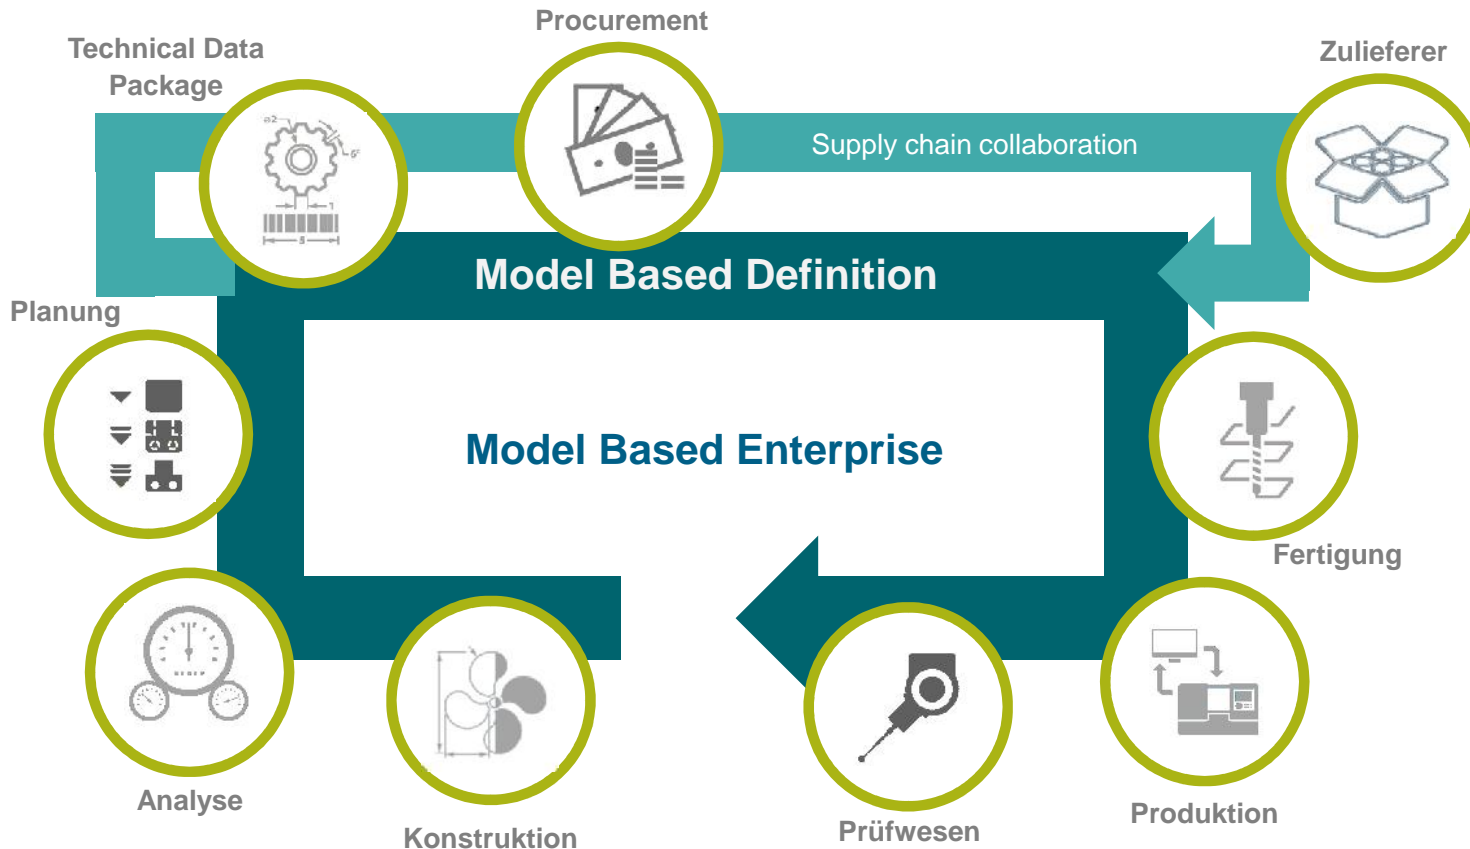 Procurement
Technical Data
Package
Zulieferer
Supply chain collaboration
Model Based Definition
Planung
Model Based Enterprise
Fertigung
Analyse
Konstruktion
Prüfwesen
Produktion